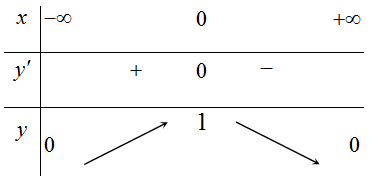 x −∞ 0 +∞
y′ + 0 −
y 0 1 0